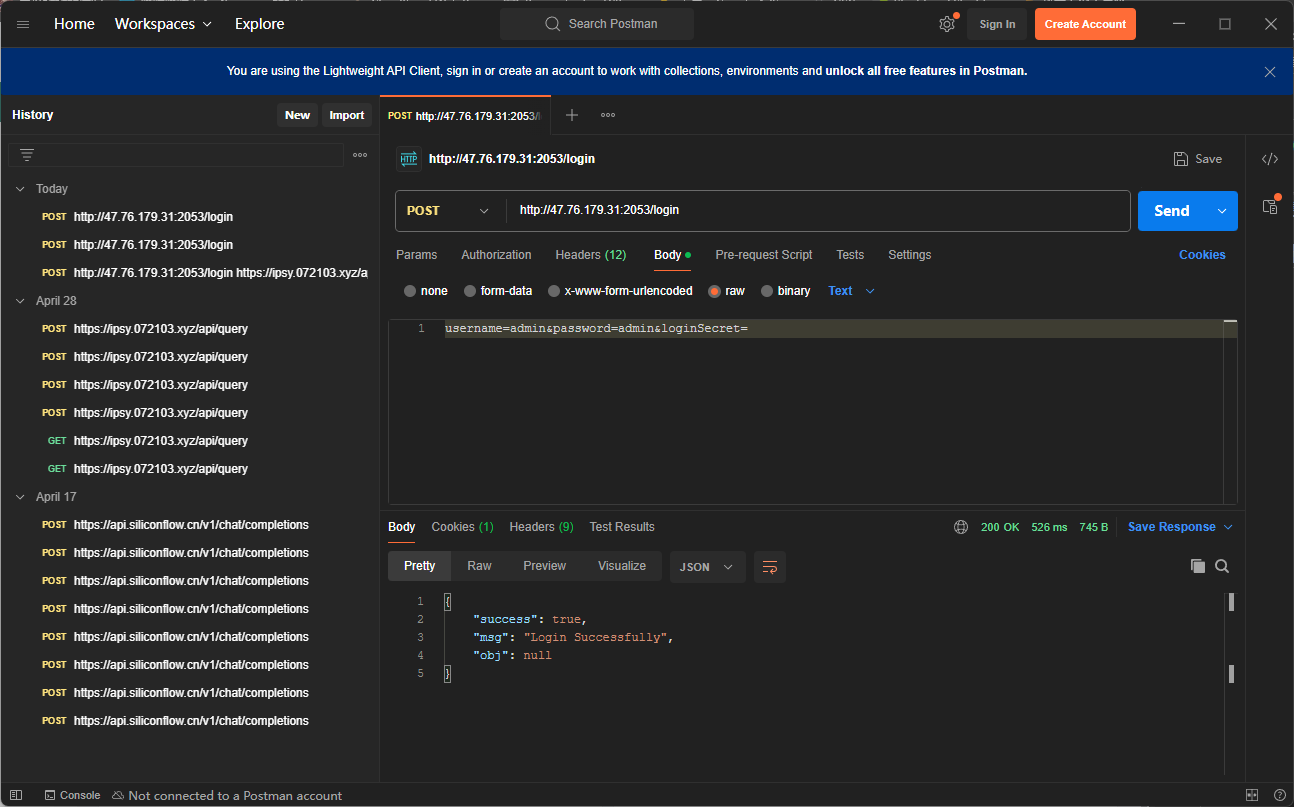 Home Workspaces Explore Search Postman Sign In Create Account
You are using the Lightweight API Client, sign in or create an account to work with collections, environments and unlock all free features in Postman.
History New Import
Today
POST http://47.76.179.31:2053/login
POST http://47.76.179.31:2053/login
POST http://47.76.179.31:2053/login https://ipsy.072103.xyz/a
April 28
POST https://ipsy.072103.xyz/api/query
POST https://ipsy.072103.xyz/api/query
POST https://ipsy.072103.xyz/api/query
POST https://ipsy.072103.xyz/api/query
GET https://ipsy.072103.xyz/api/query
GET https://ipsy.072103.xyz/api/query
April 17
POST https://api.siliconflow.cn/v1/chat/completions
POST https://api.siliconflow.cn/v1/chat/completions
POST https://api.siliconflow.cn/v1/chat/completions
POST https://api.siliconflow.cn/v1/chat/completions
POST https://api.siliconflow.cn/v1/chat/completions
POST https://api.siliconflow.cn/v1/chat/completions
POST https://api.siliconflow.cn/v1/chat/completions
POST https://api.siliconflow.cn/v1/chat/completions
POST http://47.76.179.31:2053/
HTTP http://47.76.179.31:2053/login Save </>
POST http://47.76.179.31:2053/login Send
Params Authorization Headers (12) Body Pre-request Script Tests Settings Cookies
none form-data x-www-form-urlencoded raw binary Text
1 username=admin&password=admin&loginSecret=
Body Cookies (1) Headers (9) Test Results 200 OK 526 ms 745 B Save Response
Pretty Raw Preview Visualize JSON
1 {
2 "success": true,
3 "msg": "Login Successfully",
4 "obj": null
5 }
Console Not connected to a Postman account